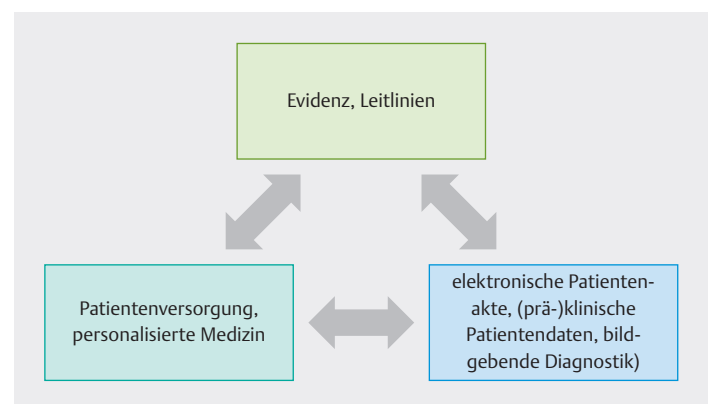 Evidenz, Leitlinien
Patientenversorgung,
personalisierte Medizin
elektronische Patienten-
akte, (prä-)klinische
Patientendaten, bild-
gebende Diagnostik)